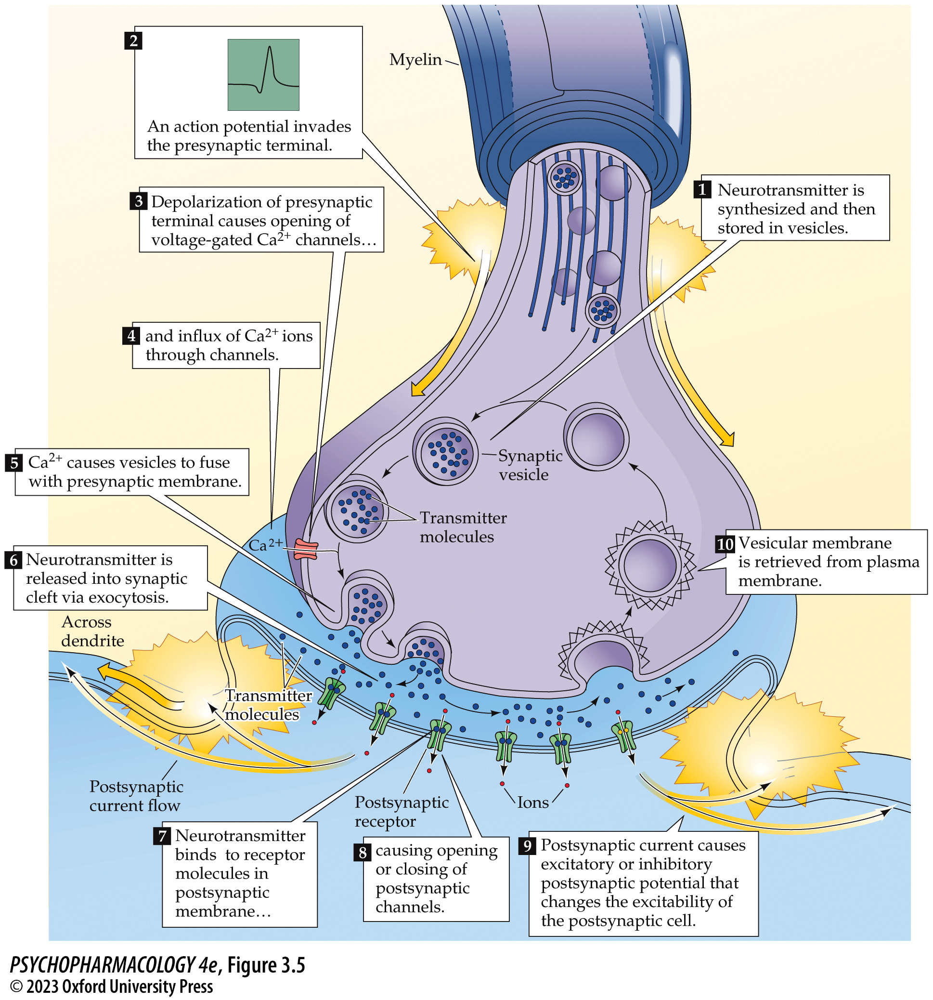 2
An action potential invades
the presynaptic terminal.
Myelin
1 Neurotransmitter is
synthesized and then
stored in vesicles.
3 Depolarization of presynaptic
terminal causes opening of
voltage-gated Ca2+ channels…
4 and influx of Ca2+ ions
through channels.
5 Ca2+ causes vesicles to fuse
with presynaptic membrane.
Synaptic
vesicle
Transmitter
molecules
Ca2+
6 Neurotransmitter is
released into synaptic
cleft via exocytosis.
10 Vesicular membrane
is retrieved from plasma
membrane.
Across
dendrite
Transmitter
molecules
Postsynaptic
current flow
Postsynaptic
receptor
Ions
7 Neurotransmitter
binds to receptor
molecules in
postsynaptic
membrane…
8 causing opening
or closing of
postsynaptic
channels.
9 Postsynaptic current causes
excitatory or inhibitory
postsynaptic potential that
changes the excitability of
the postsynaptic cell.
PSYCHOPHARMACOLOGY 4e, Figure 3.5
© 2023 Oxford University Press